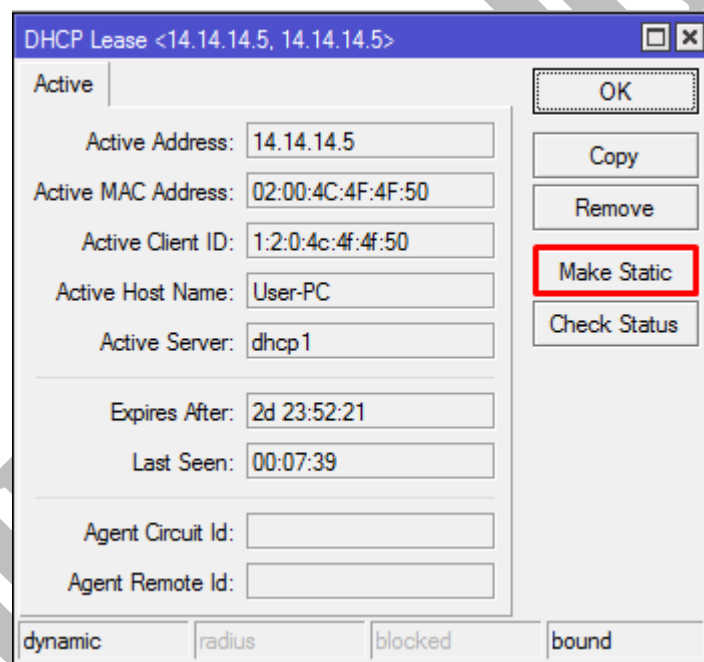 DHCP Lease <14.14.14.5, 14.14.14.5>
Active
OK
Active Address: 14.14.14.5
Copy
Active MAC Address: 02:00:4C:4F:4F:50
Remove
Active Client ID: 1:2:0:4c:4f:4f:50
Make Static
Active Host Name: User-PC
Check Status
Active Server: dhcp1
Expires After: 2d 23:52:21
Last Seen: 00:07:39
Agent Circuit Id:
Agent Remote Id:
dynamic radius blocked bound